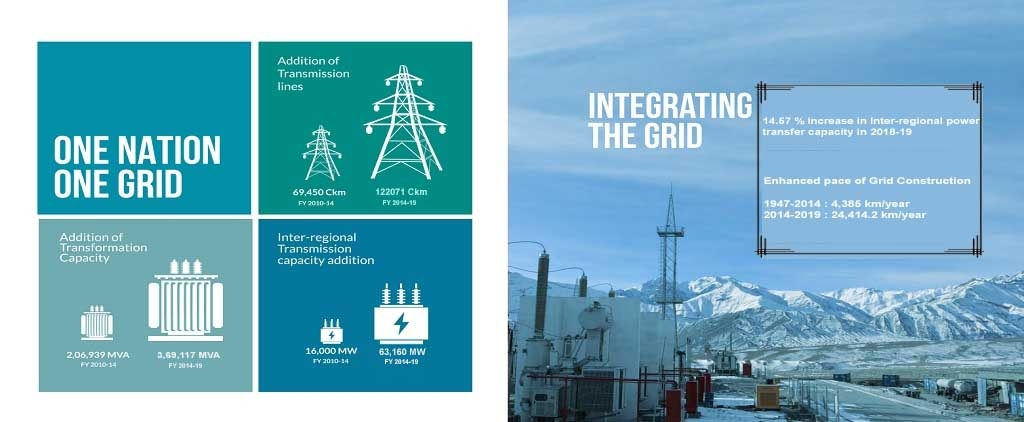 ONE NATION
ONE GRID
Addition of
Transmission
lines
69,450 Ckm
FY 2010-14
122071 Ckm
FY 2014-19
Addition of
Transformation
Capacity
2,06,939 MVA
FY 2010-14
3,69,117 MVA
FY 2014-19
Inter-regional
Transmission
capacity addition
16,000 MW
FY 2010-14
63,160 MW
FY 2014-19
INTEGRATING
THE GRID
14.57 % increase in inter-regional power
transfer capacity in 2018-19
Enhanced pace of Grid Construction
1947-2014 : 4,385 km/year
2014-2019 : 24,414.2 km/year